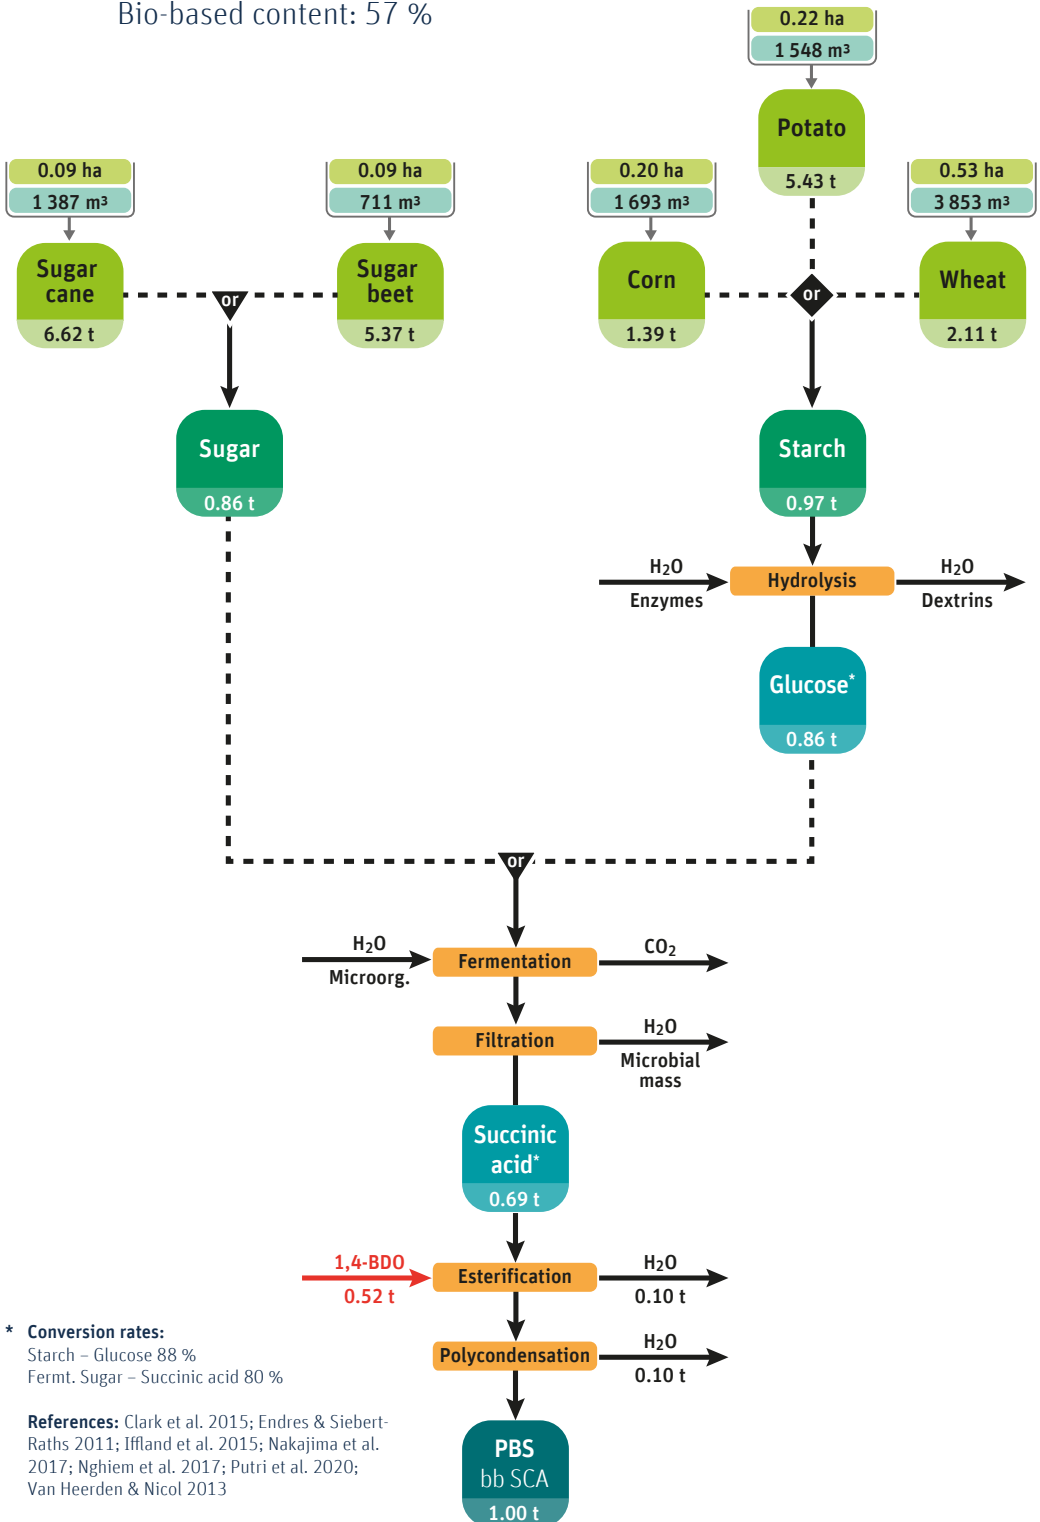 Bio-based content: 57 %
0.22 ha
1 548 m³
Potato
5.43 t
0.09 ha
1 387 m³
Sugar
cane
6.62 t
or
0.09 ha
711 m³
Sugar
beet
5.37 t
0.20 ha
1 693 m³
Corn
1.39 t
or
0.53 ha
3 853 m³
Wheat
2.11 t
Sugar
0.86 t
Starch
0.97 t
H₂O
Enzymes
Hydrolysis
H₂O
Dextrins
Glucose*
0.86 t
or
H₂O
Microorg.
Fermentation
CO₂
Filtration
H₂O
Microbial
mass
Succinic
acid*
0.69 t
1,4-BDO
0.52 t
Esterification
H₂O
0.10 t
Polycondensation
H₂O
0.10 t
PBS
bb SCA
1.00 t
* Conversion rates:
Starch – Glucose 88 %
Fermt. Sugar – Succinic acid 80 %
References: Clark et al. 2015; Endres & Siebert-
Raths 2011; Iffland et al. 2015; Nakajima et al.
2017; Nghiem et al. 2017; Putri et al. 2020;
Van Heerden & Nicol 2013